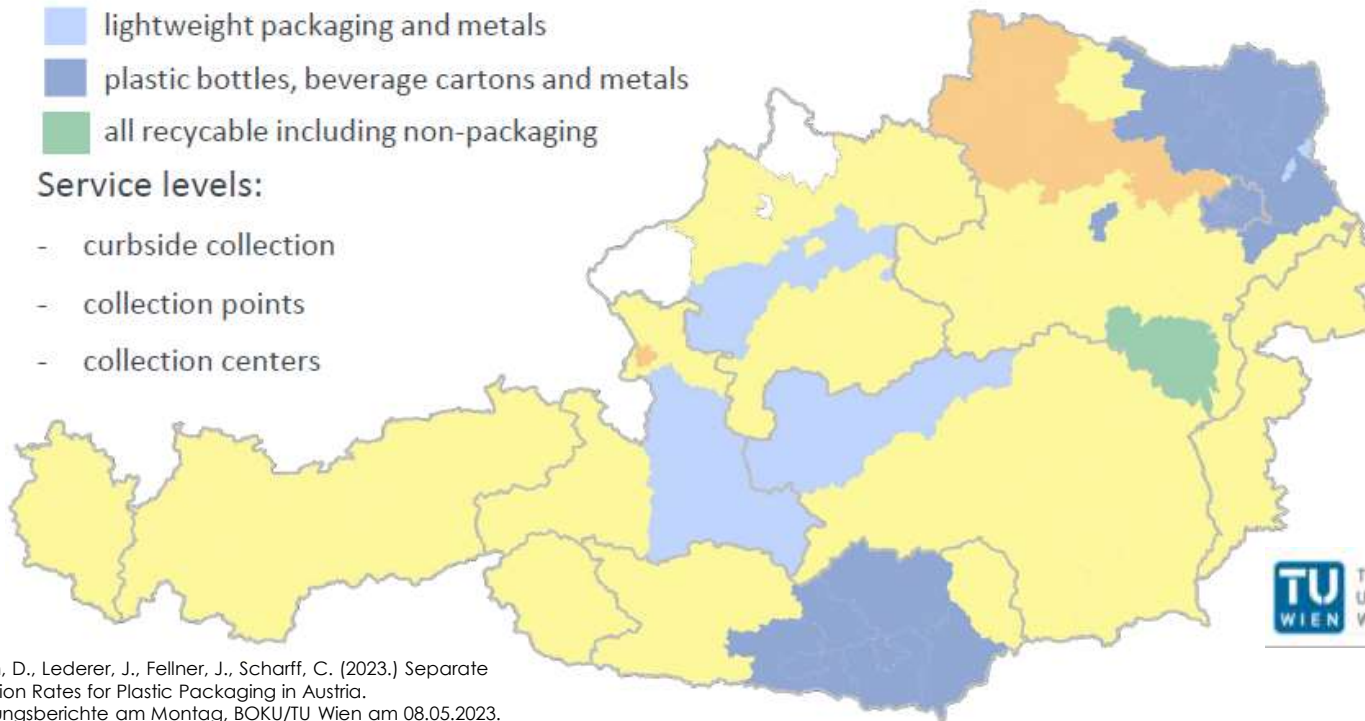 lightweight packaging and metals
plastic bottles, beverage cartons and metals
all recycable including non-packaging
Service levels:
- curbside collection
- collection points
- collection centers
TU
WIEN
D., Lederer, J., Fellner, J., Scharff, C. (2023.) Separate
Rates for Plastic Packaging in Austria.
am Montag, BOKU/TU Wien am 08.05.2023.